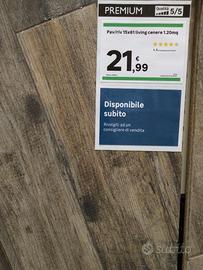 PREMIUM
Qualità 5/5
Paviliv 15x61 living cenere 1.20mq
21,99
€
Disponibile
subito
Rivolgiti ad un
consigliere di vendita
subito